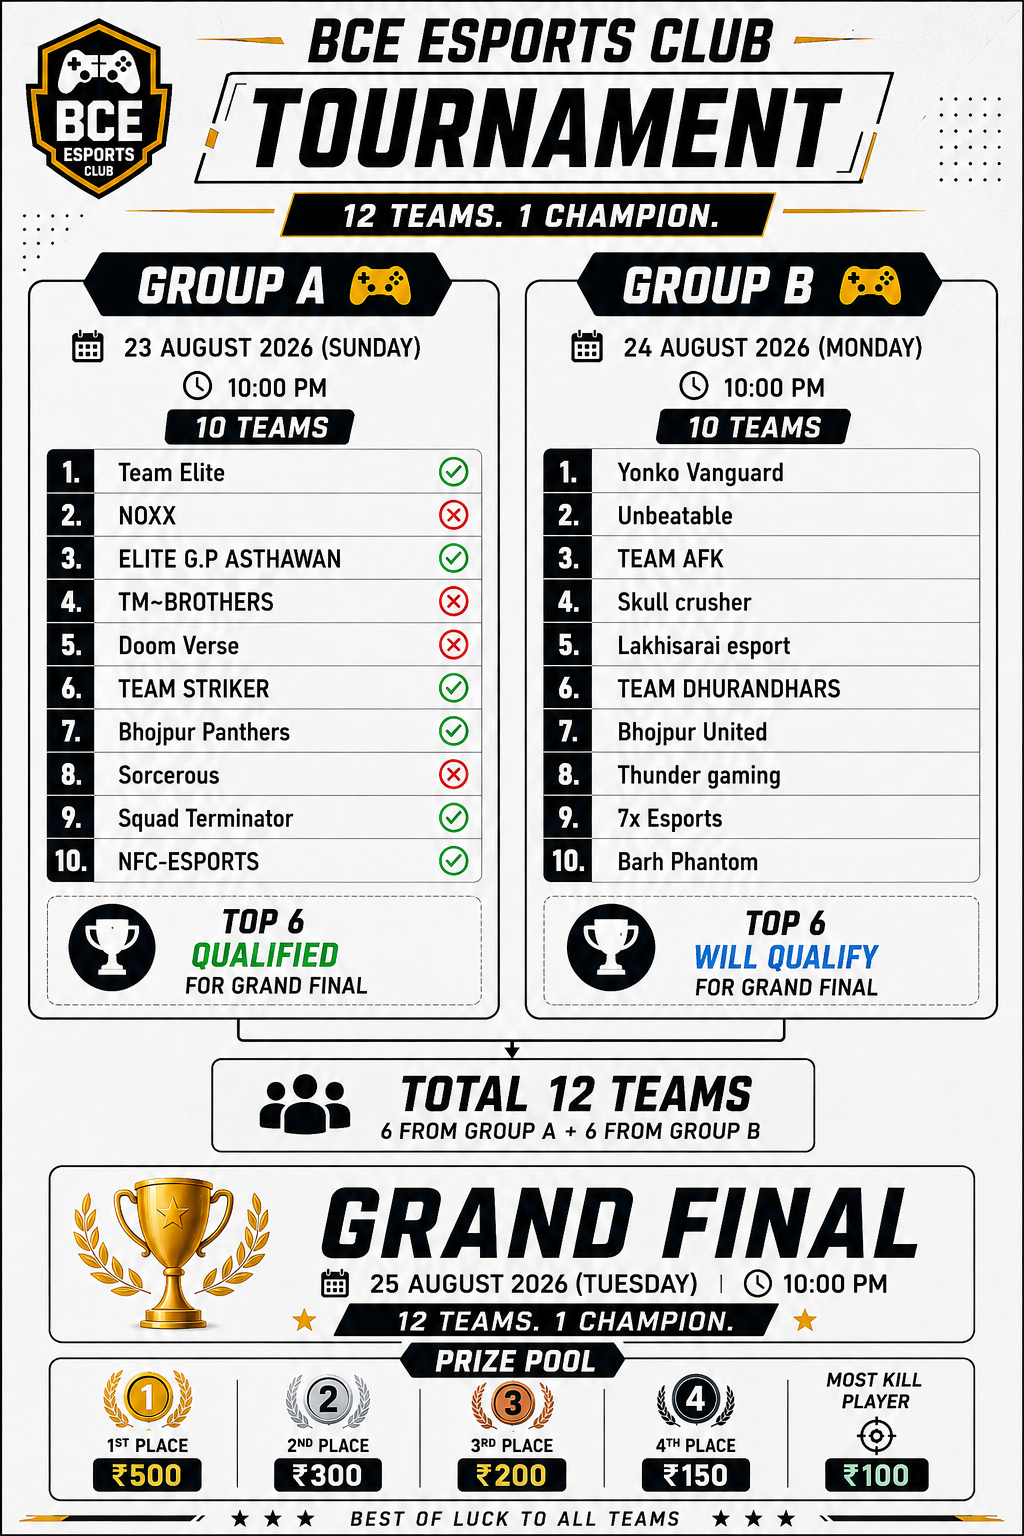 BCE ESPORTS CLUB
TOURNAMENT
BCE
ESPORTS
CLUB
12 TEAMS. 1 CHAMPION.
GROUP A
23 AUGUST 2026 (SUNDAY)
10:00 PM
10 TEAMS
1. Team Elite
2. NOXX
3. ELITE G.P ASTHAWAN
4. TM~BROTHERS
5. Doom Verse
6. TEAM STRIKER
7. Bhojpur Panthers
8. Sorcerous
9. Squad Terminator
10. NFC-ESPORTS
TOP 6
QUALIFIED
FOR GRAND FINAL
GROUP B
24 AUGUST 2026 (MONDAY)
10:00 PM
10 TEAMS
1. Yonko Vanguard
2. Unbeatable
3. TEAM AFK
4. Skull crusher
5. Lakhisarai esport
6. TEAM DHURANDHARS
7. Bhojpur United
8. Thunder gaming
9. 7x Esports
10. Barh Phantom
TOP 6
WILL QUALIFY
FOR GRAND FINAL
TOTAL 12 TEAMS
6 FROM GROUP A + 6 FROM GROUP B
GRAND FINAL
25 AUGUST 2026 (TUESDAY) | 10:00 PM
12 TEAMS. 1 CHAMPION.
PRIZE POOL
1
1ST PLACE
₹500
2
2ND PLACE
₹300
3
3RD PLACE
₹200
4
4TH PLACE
₹150
MOST KILL
PLAYER
₹100
BEST OF LUCK TO ALL TEAMS